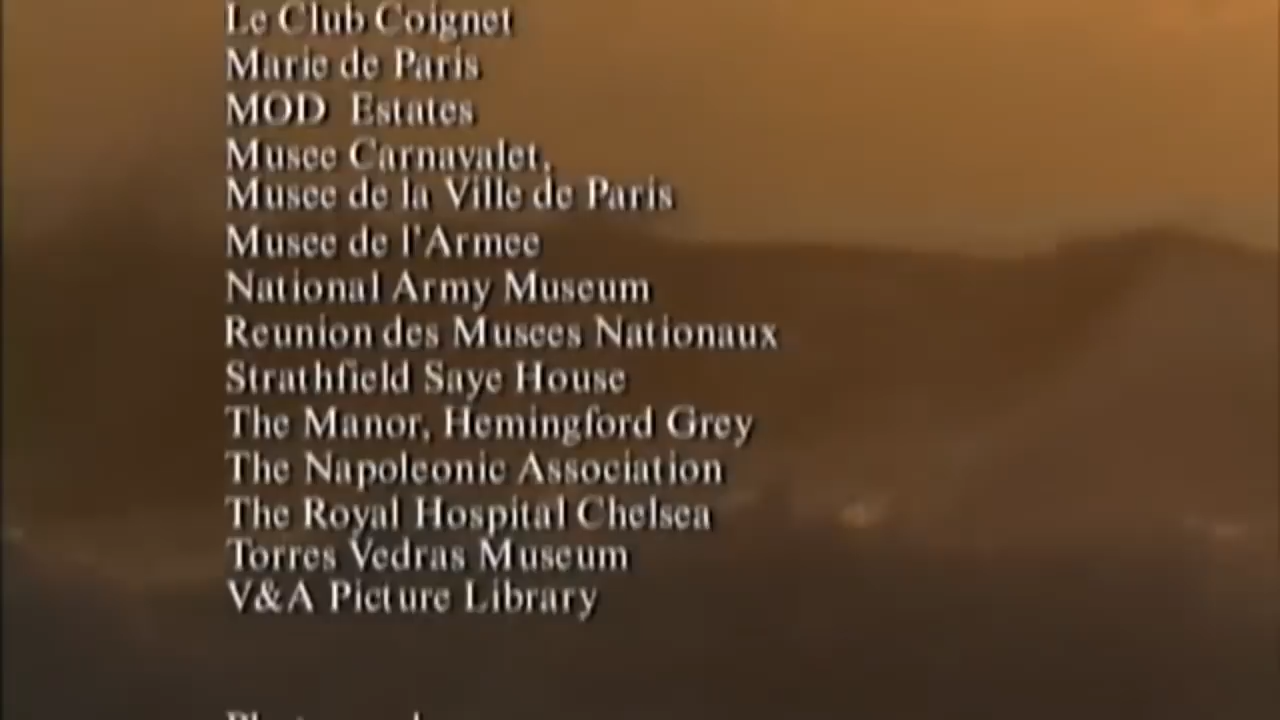 Le Club Coignet
Marie de Paris
MOD Estates
Musee Carnavalet,
Musee de la Ville de Paris
Musee de l'Armee
National Army Museum
Reunion des Musees Nationaux
Strathfield Saye House
The Manor, Hemingford Grey
The Napoleonic Association
The Royal Hospital Chelsea
Torres Vedras Museum
V&A Picture Library